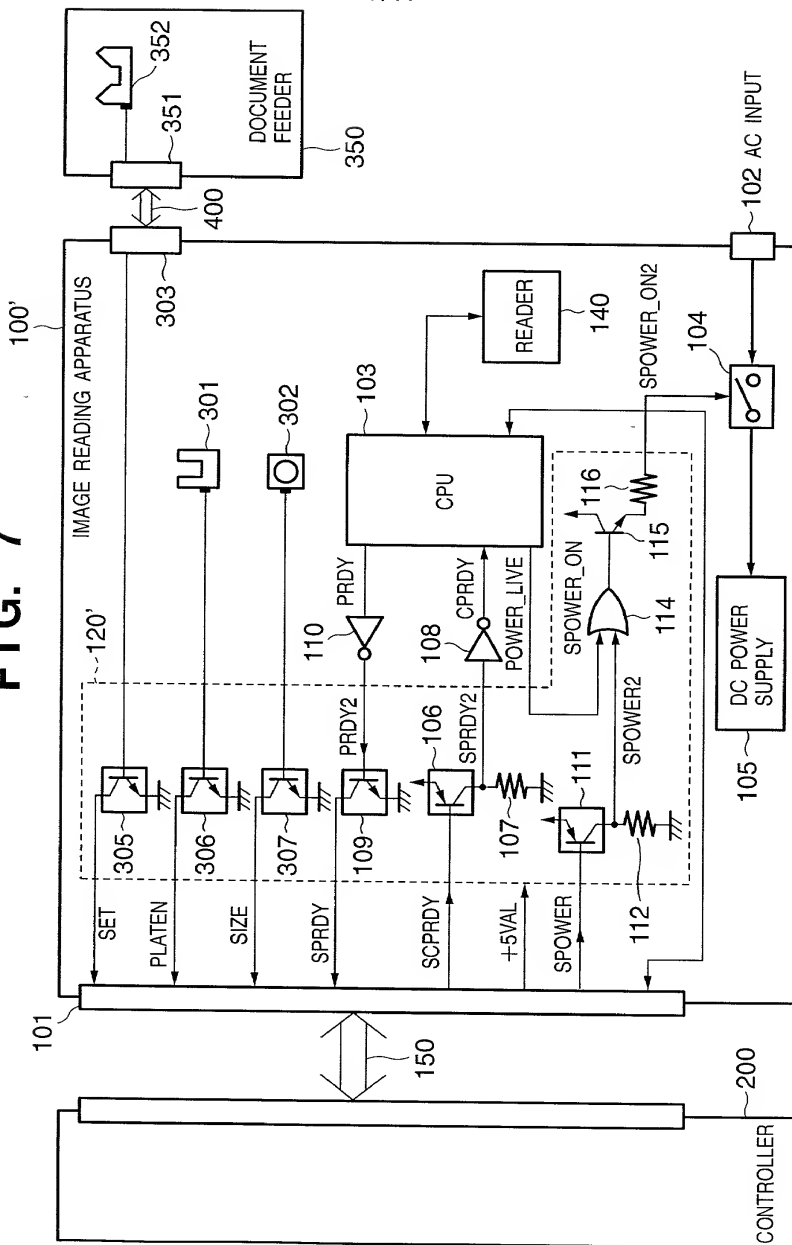 FIG. 7
100'
IMAGE READING APPARATUS
120'
101
SET
305
PLATEN
306
SIZE
307
SPRDY
109
PRDY2
110
PRDY
301
302
303
400
351
352
DOCUMENT
FEEDER
350
SCPRDY
106
SPRDY2
107
108
CPRDY
CPU
103
READER
140
+5VAL
SPOWER
111
112
SPOWER2
POWER_LIVE
SPOWER_ON
114
115
116
SPOWER_ON2
104
102 AC INPUT
DC POWER
SUPPLY
105
150
200
CONTROLLER